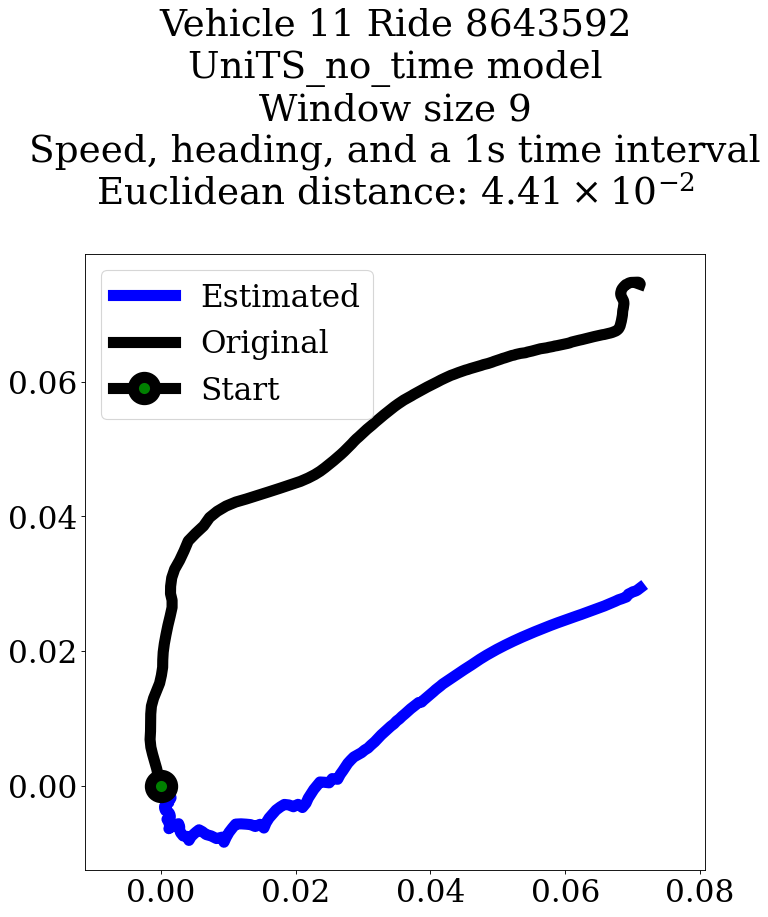 Vehicle 11 Ride 8643592
UniTS_no_time model
Window size 9
Speed, heading, and a 1s time interval
Euclidean distance: 4.41 × 10⁻²
Estimated
Original
Start
0.06
0.04
0.02
0.00
0.00 0.02 0.04 0.06 0.08